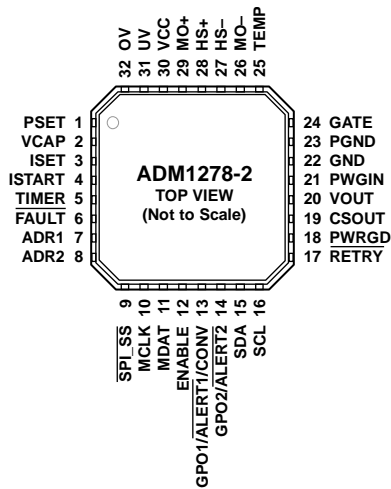 32 OV
31 UV
30 VCC
29 MO+
28 HS+
27 HS–
26 MO–
25 TEMP
PSET 1
VCAP 2
ISET 3
ISTART 4
TIMER 5
FAULT 6
ADR1 7
ADR2 8
ADM1278-2
TOP VIEW
(Not to Scale)
24 GATE
23 PGND
22 GND
21 PWGIN
20 VOUT
19 CSOUT
18 PWRGD
17 RETRY
SPI_SS 9
MCLK 10
MDAT 11
ENABLE 12
GPO1/ALERT1/CONV 13
GPO2/ALERT2 14
SDA 15
SCL 16